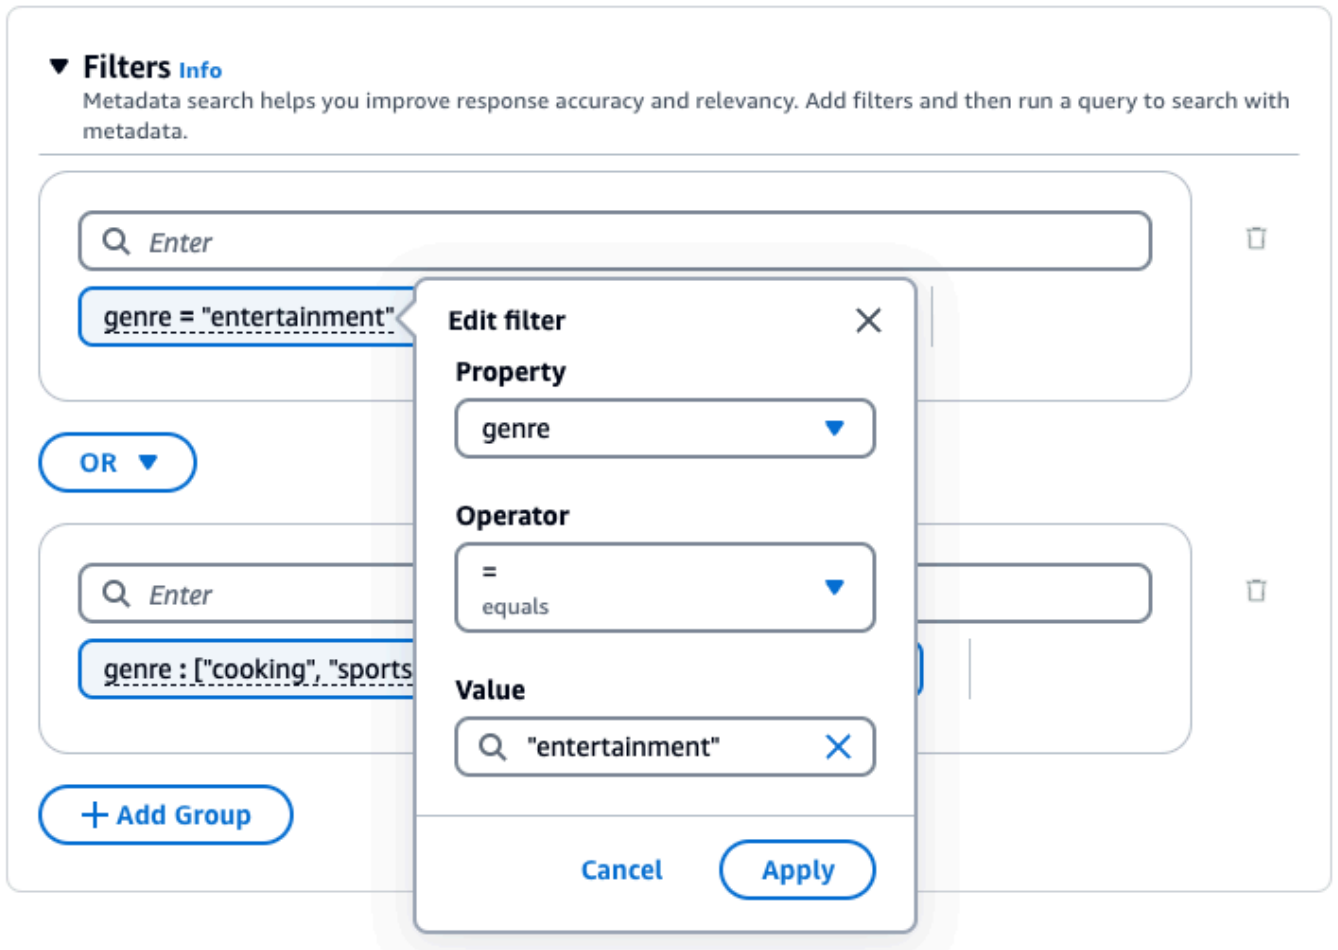 Filters Info
Metadata search helps you improve response accuracy and relevancy. Add filters and then run a query to search with
metadata.
Enter
genre = "entertainment"
Edit filter
Property
genre
OR
Operator
=
equals
Enter
genre : ["cooking", "sports
Value
"entertainment"
+ Add Group
Cancel
Apply